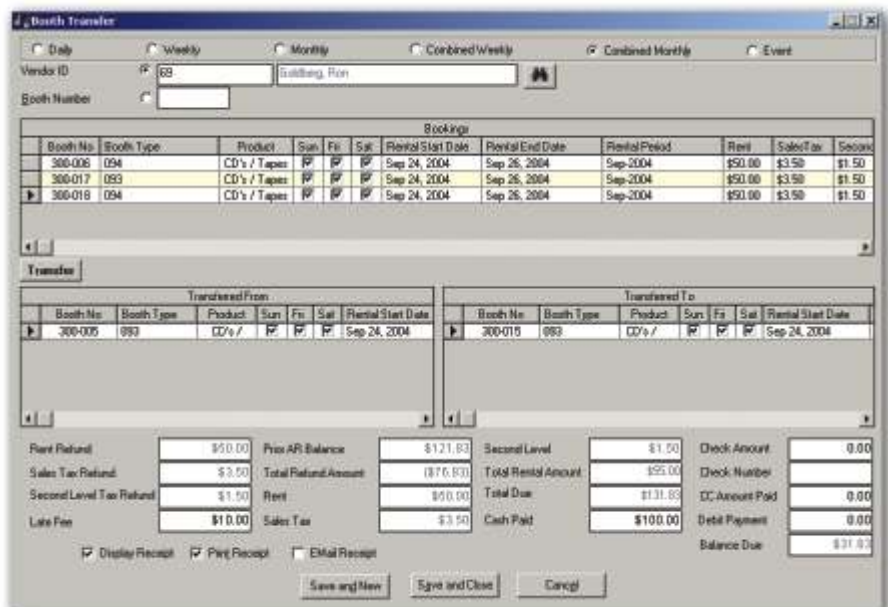 Booth Transfer
Daily Weekly Monthly Combined Weekly Combined Monthly Event
Vendor ID 69 Goldberg, Ron
Booth Number
Bookings
Booth No Booth Type Product Sun Fri Sat Rental Start Date Rental End Date Rental Period Rent SalesTax Second
300-006 094 CD's / Tapes Sep 24, 2004 Sep 26, 2004 Sep-2004 $50.00 $3.50 $1.50
300-017 093 CD's / Tapes Sep 24, 2004 Sep 26, 2004 Sep-2004 $50.00 $3.50 $1.50
300-018 094 CD's / Tapes Sep 24, 2004 Sep 26, 2004 Sep-2004 $50.00 $3.50 $1.50
Transfer
Transferred From Transferred To
Booth No Booth Type Product Sun Fri Sat Rental Start Date Booth No Booth Type Product Sun Fri Sat Rental Start Date
300-005 093 CD's / Sep 24, 2004 300-015 093 CD's / Sep 24, 2004
Rent Refund Prior AR Balance $121.83 Second Level $1.50 Check Amount 0.00
Sales Tax Refund $3.50 Total Refund Amount ($76.83) Total Rental Amount Check Number
Second Level Tax Refund $1.50 Rent Total Due $131.83 CC Amount Paid 0.00
Late Fee $10.00 Sales Tax $3.50 Cash Paid $100.00 Debit Payment 0.00
Balance Due $31.83
Display Receipt Print Receipt EMail Receipt
Save and New Save and Close Cancel